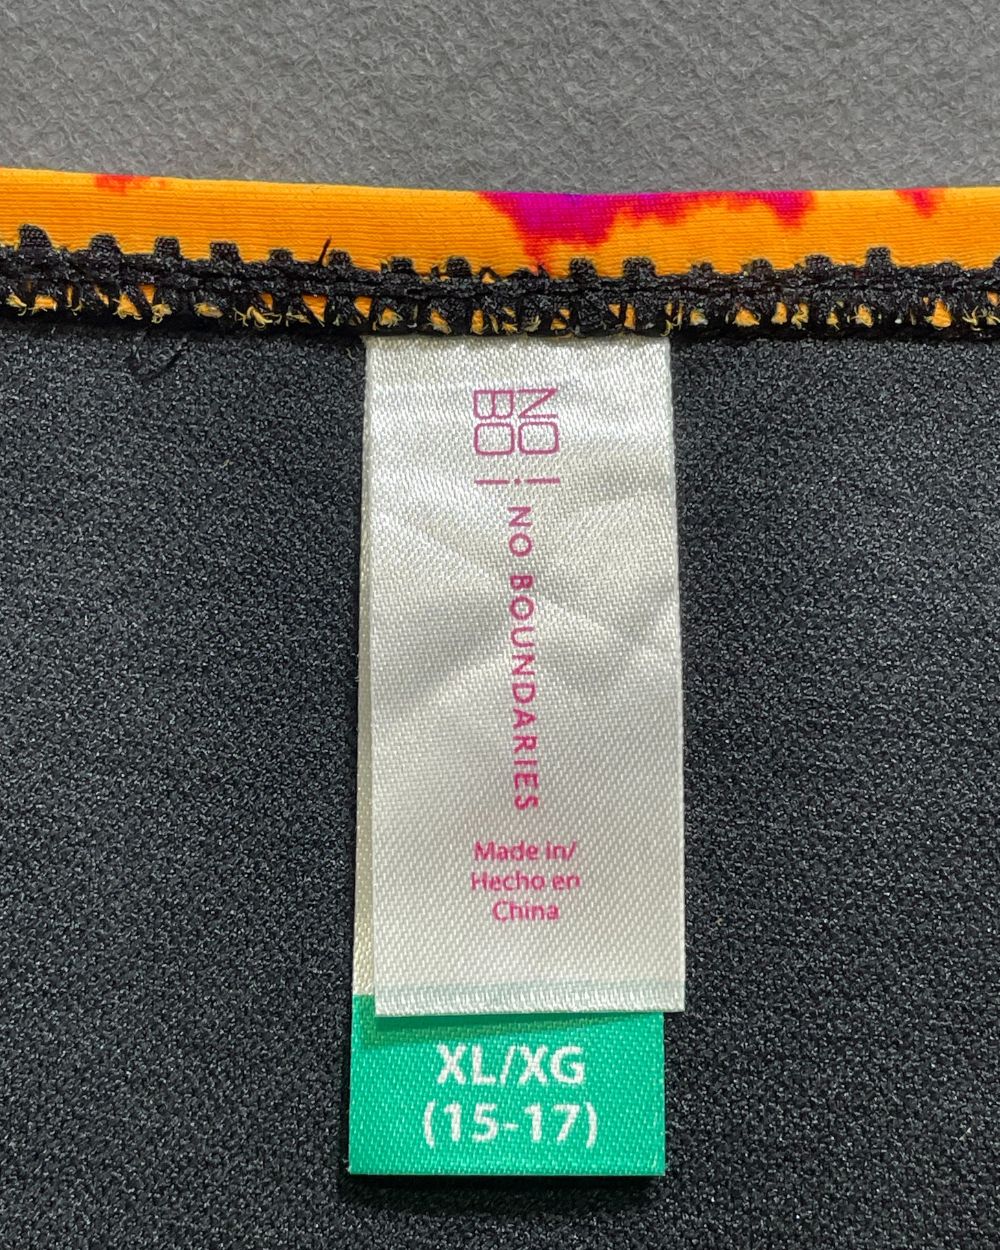 NO
BO
NO BOUNDARIES
Made in/
Hecho en
China
XL/XG
(15-17)